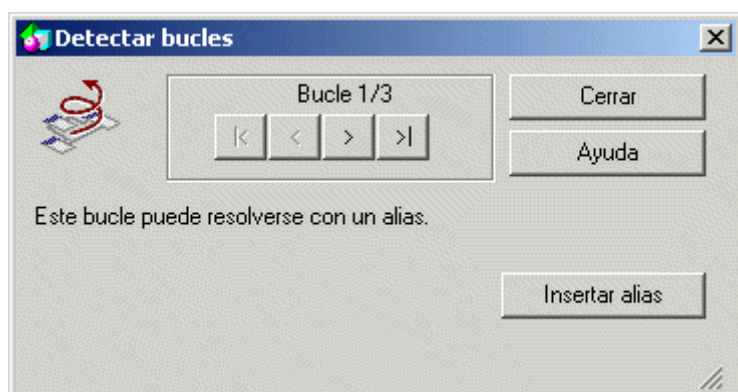 Detectar bucles
Bucle 1/3
|< < > >|
Cerrar
Ayuda
Este bucle puede resolverse con un alias.
Insertar alias